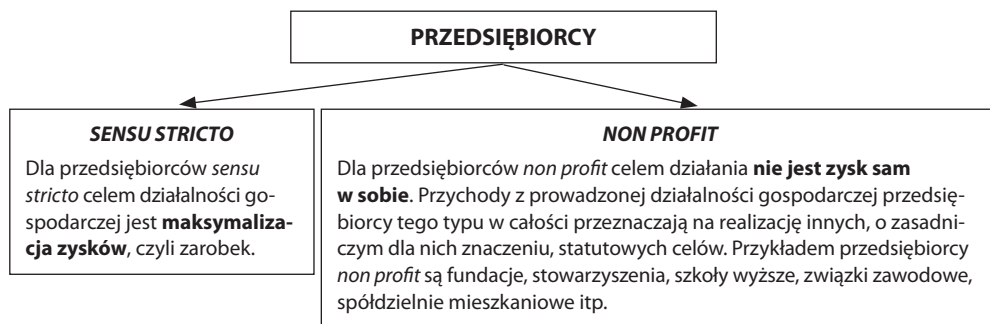 PRZEDSIĘBIORCY
SENSU STRICTO
Dla przedsiębiorców sensu
stricto celem działalności go-
spodarczej jest maksymaliza-
cja zysków, czyli zarobek.
NON PROFIT
Dla przedsiębiorców non profit celem działania nie jest zysk sam
w sobie. Przychody z prowadzonej działalności gospodarczej przedsię-
biorcy tego typu w całości przeznaczają na realizację innych, o zasadni-
czym dla nich znaczeniu, statutowych celów. Przykładem przedsiębiorcy
non profit są fundacje, stowarzyszenia, szkoły wyższe, związki zawodowe,
spółdzielnie mieszkaniowe itp.